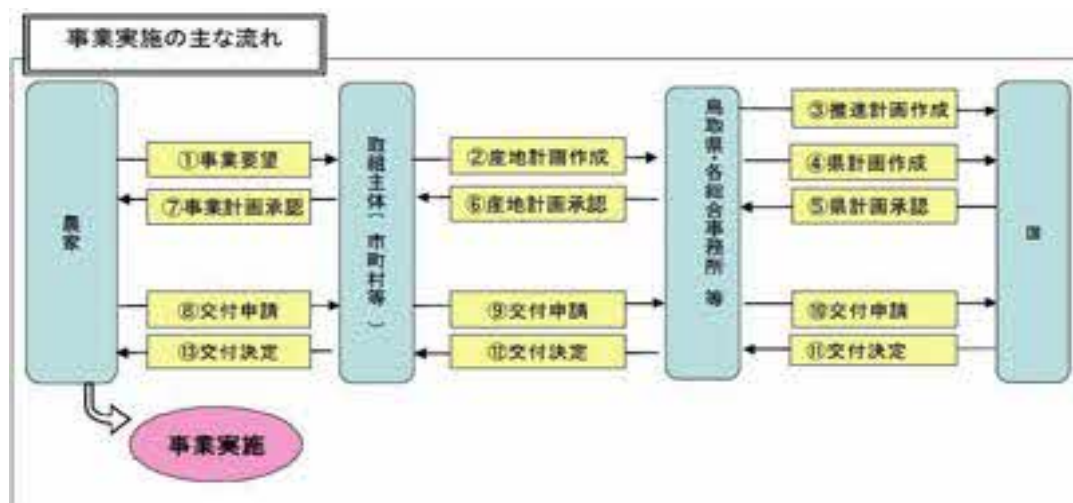 事業実施の主な流れ
農家
①事業要望
⑦事業計画承認
⑧交付申請
⑬交付決定
取組主体(市町村等)
②産地計画作成
⑥産地計画承認
⑨交付申請
⑫交付決定
鳥取県・各総合事務所 等
③推進計画作成
④県計画作成
⑤県計画承認
⑩交付申請
⑪交付決定
国
事業実施